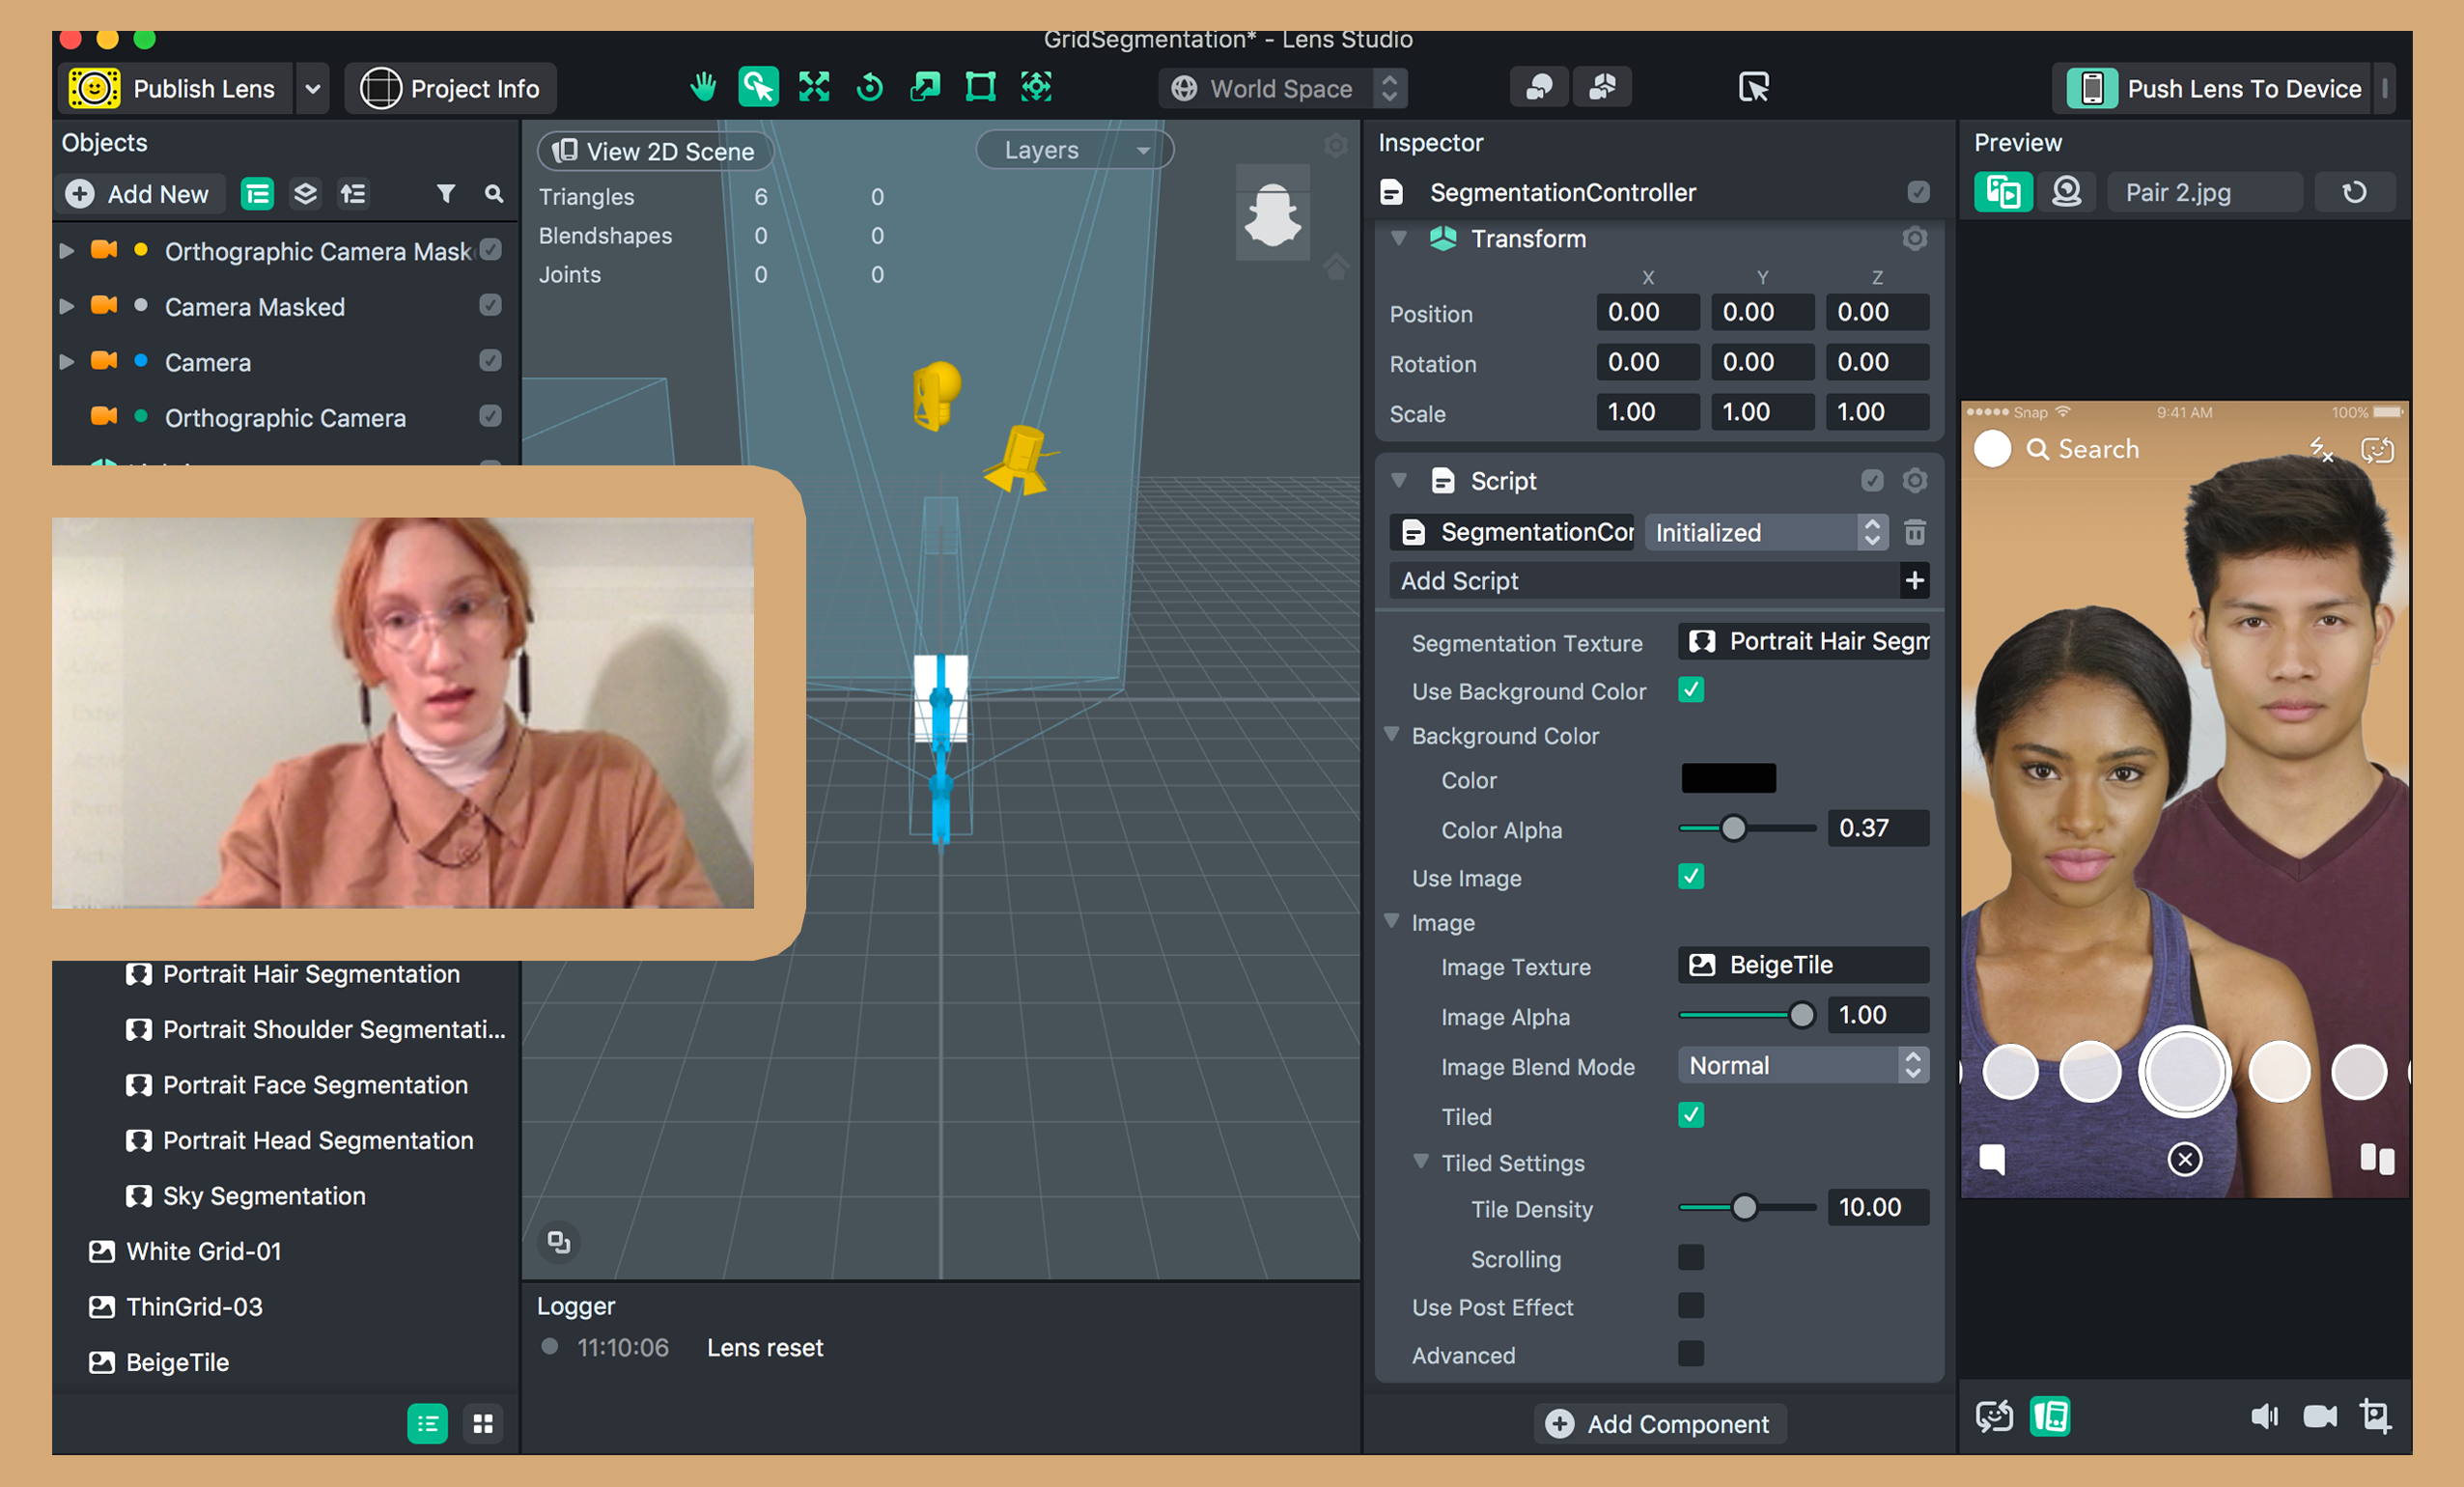 GridSegmentation* - Lens Studio
Publish Lens
Project Info
World Space
Push Lens To Device
Objects
Add New
Orthographic Camera Mask
Camera Masked
Camera
Orthographic Camera
Portrait Hair Segmentation
Portrait Shoulder Segmentati...
Portrait Face Segmentation
Portrait Head Segmentation
Sky Segmentation
White Grid-01
ThinGrid-03
BeigeTile
View 2D Scene
Layers
Triangles 6 0
Blendshapes 0 0
Joints 0 0
Logger
11:10:06 Lens reset
Inspector
SegmentationController
Transform
X Y Z
Position 0.00 0.00 0.00
Rotation 0.00 0.00 0.00
Scale 1.00 1.00 1.00
Script
SegmentationCor Initialized
Add Script +
Segmentation Texture Portrait Hair Segm
Use Background Color
Background Color
Color
Color Alpha 0.37
Use Image
Image
Image Texture BeigeTile
Image Alpha 1.00
Image Blend Mode Normal
Tiled
Tiled Settings
Tile Density 10.00
Scrolling
Use Post Effect
Advanced
Add Component
Preview
Pair 2.jpg
Snap 9:41 AM 100%
Search